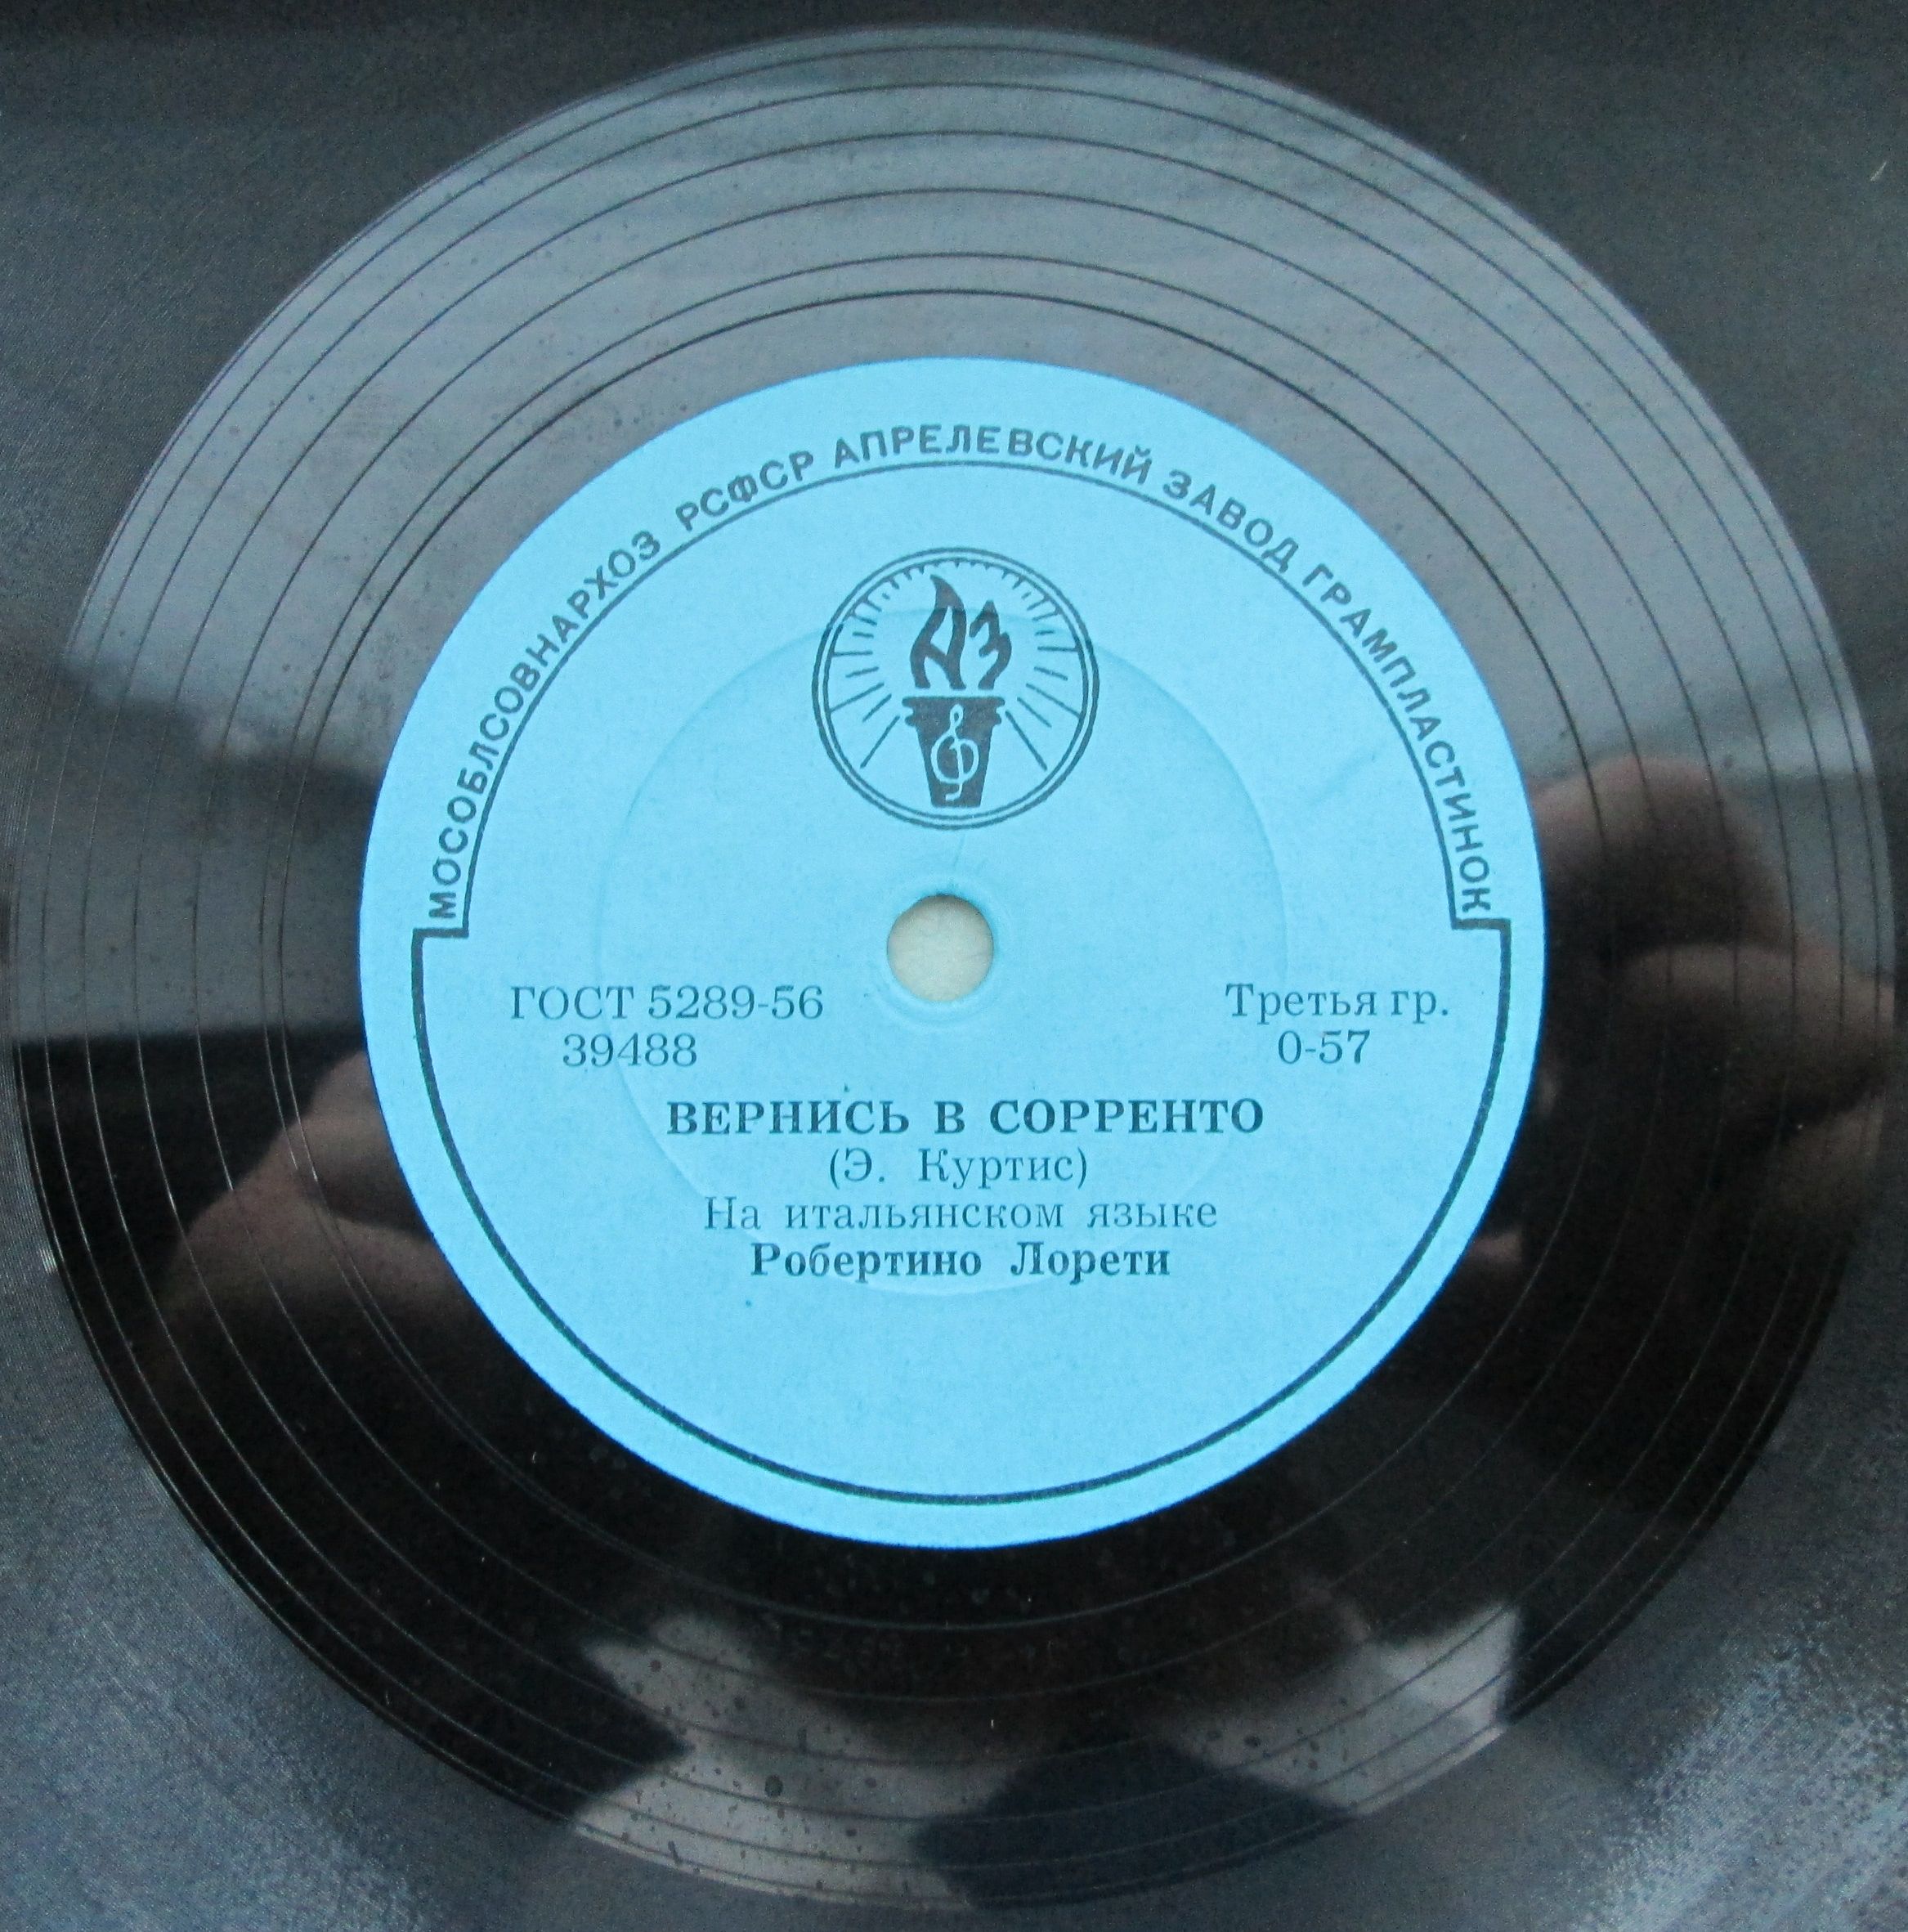 МОСОБЛСОВНАРХОЗ РСФСР АПРЕЛЕВСКИЙ ЗАВОД ГРАМПЛАСТИНОК
АЗ
ГОСТ 5289-56
39488
Третья гр.
0-57
ВЕРНИСЬ В СОРРЕНТО
(Э. Куртис)
На итальянском языке
Робертино Лорети